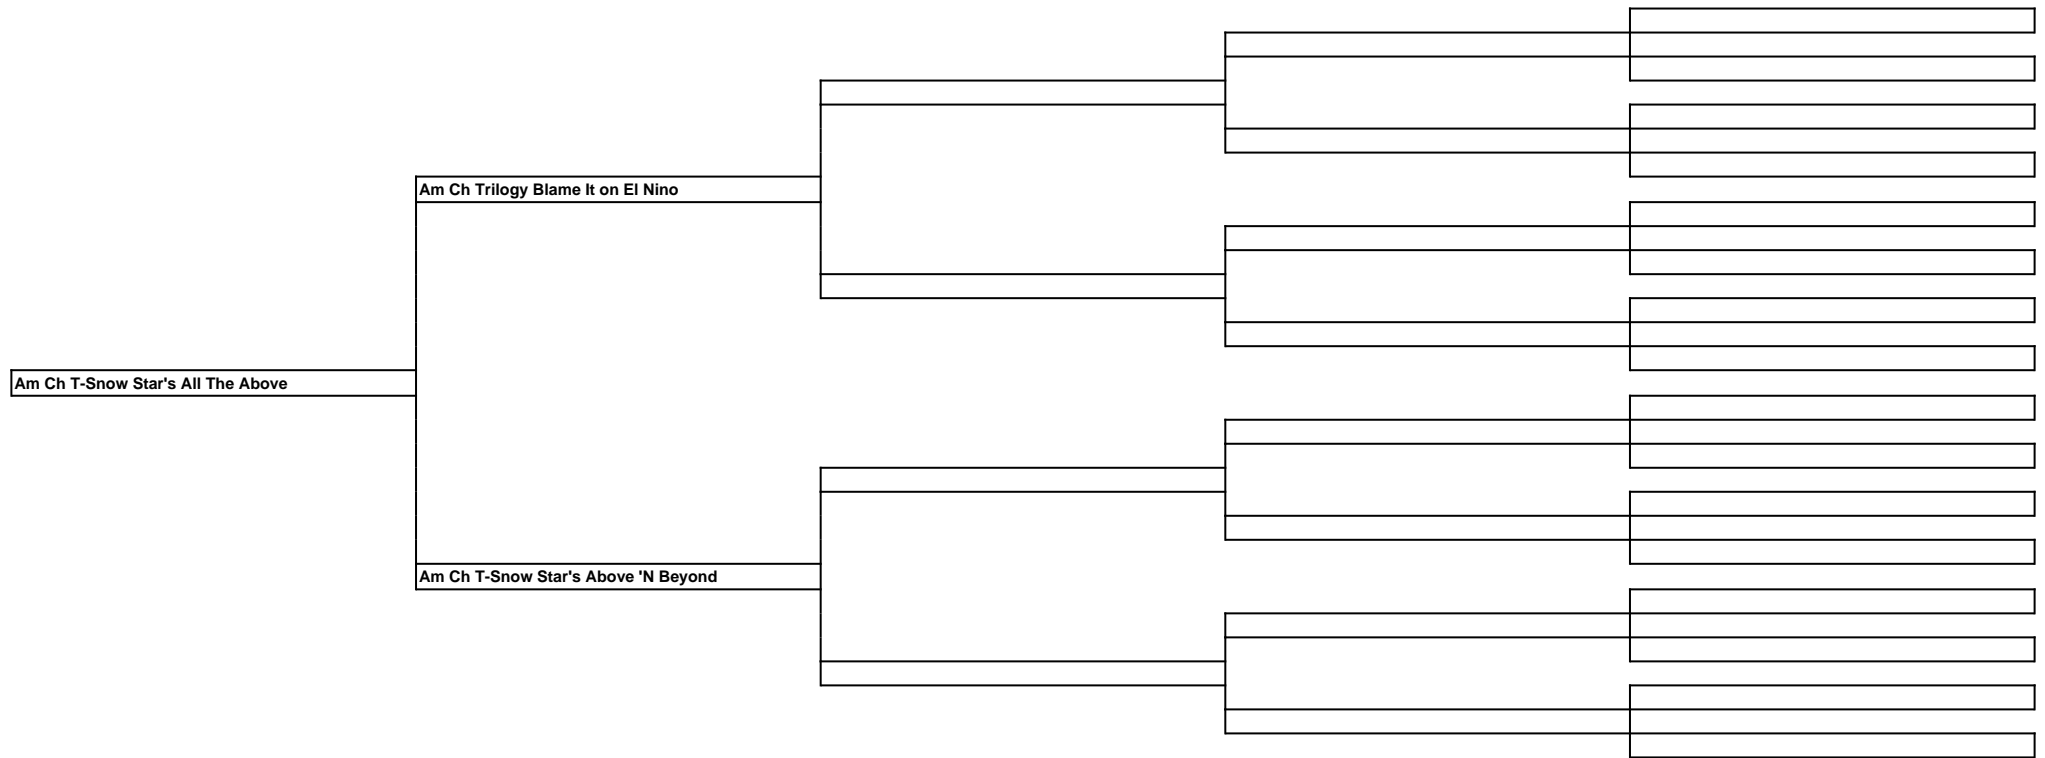 Am Ch Trilogy Blame It on El Nino
Am Ch T-Snow Star's All The Above
Am Ch T-Snow Star's Above 'N Beyond